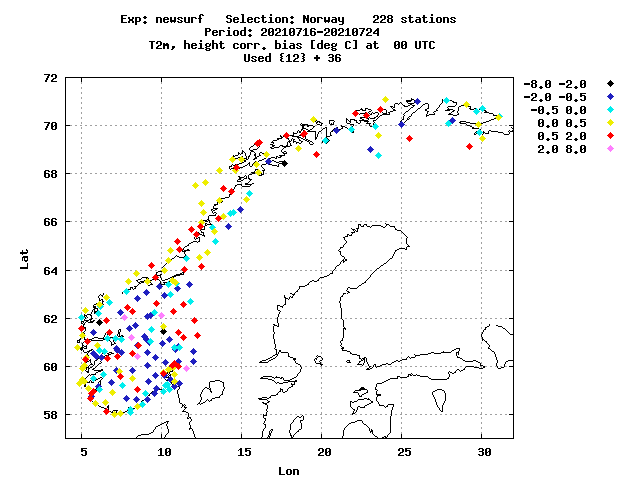 Exp: newsurf   Selection: Norway    228 stations
Period: 20210716-20210724
T2m, height corr. bias [deg C] at  00 UTC
Used {12} + 36
72
70
68
66
64
62
60
58
Lat
5 10 15 20 25 30
Lon
-8.0 -2.0
-2.0 -0.5
-0.5 0.0
0.0 0.5
0.5 2.0
2.0 8.0